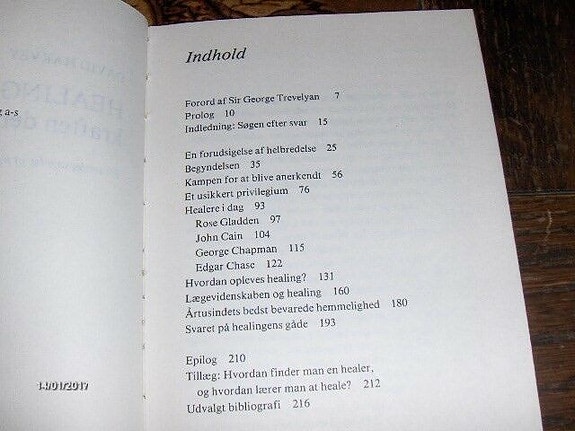 Indhold
Forord af Sir George Trevelyan 7
Prolog 10
Indledning: Søgen efter svar 15
En forudsigelse af helbredelse 25
Begyndelsen 35
Kampen for at blive anerkendt 56
Et usikkert privilegium 76
Healere i dag 93
Rose Gladden 97
John Cain 104
George Chapman 115
Edgar Chase 122
Hvordan opleves healing? 131
Lægevidenskaben og healing 160
Årtusindets bedst bevarede hemmelighed 180
Svaret på healingens gåde 193
Epilog 210
Tillæg: Hvordan finder man en healer,
og hvordan lærer man at heale? 212
Udvalgt bibliografi 216
g a-s
14/01/2017